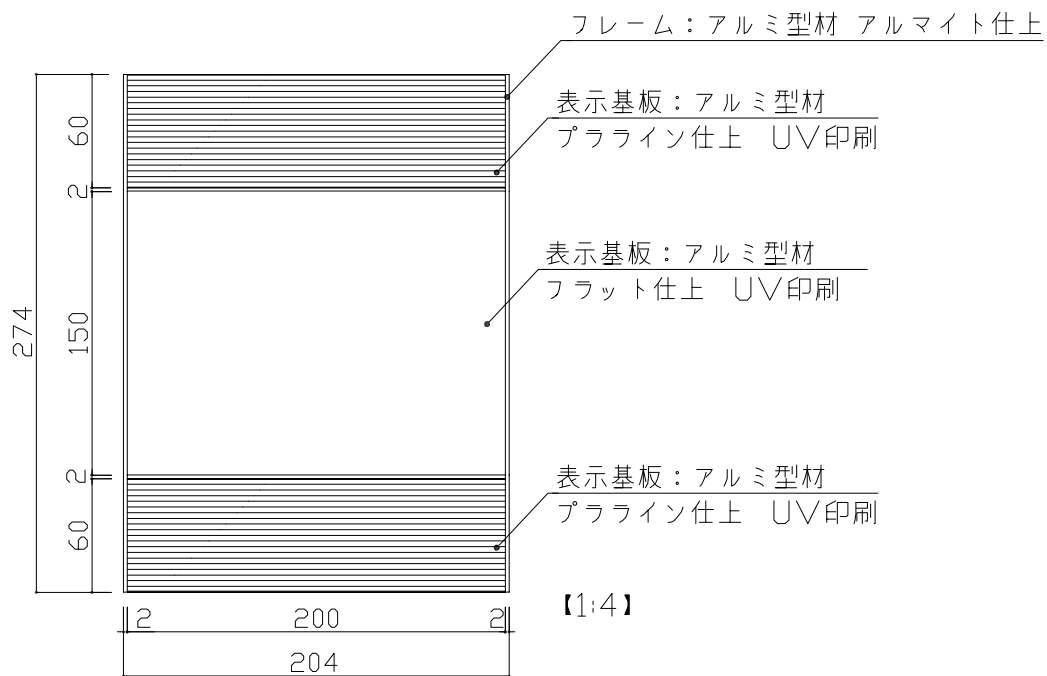 フレーム：アルミ型材 アルマイト仕上
表示基板：アルミ型材
プラライン仕上 UV印刷
表示基板：アルミ型材
フラット仕上 UV印刷
表示基板：アルミ型材
プラライン仕上 UV印刷
【1:4】
60
2
150
2
60
274
2
200
2
204